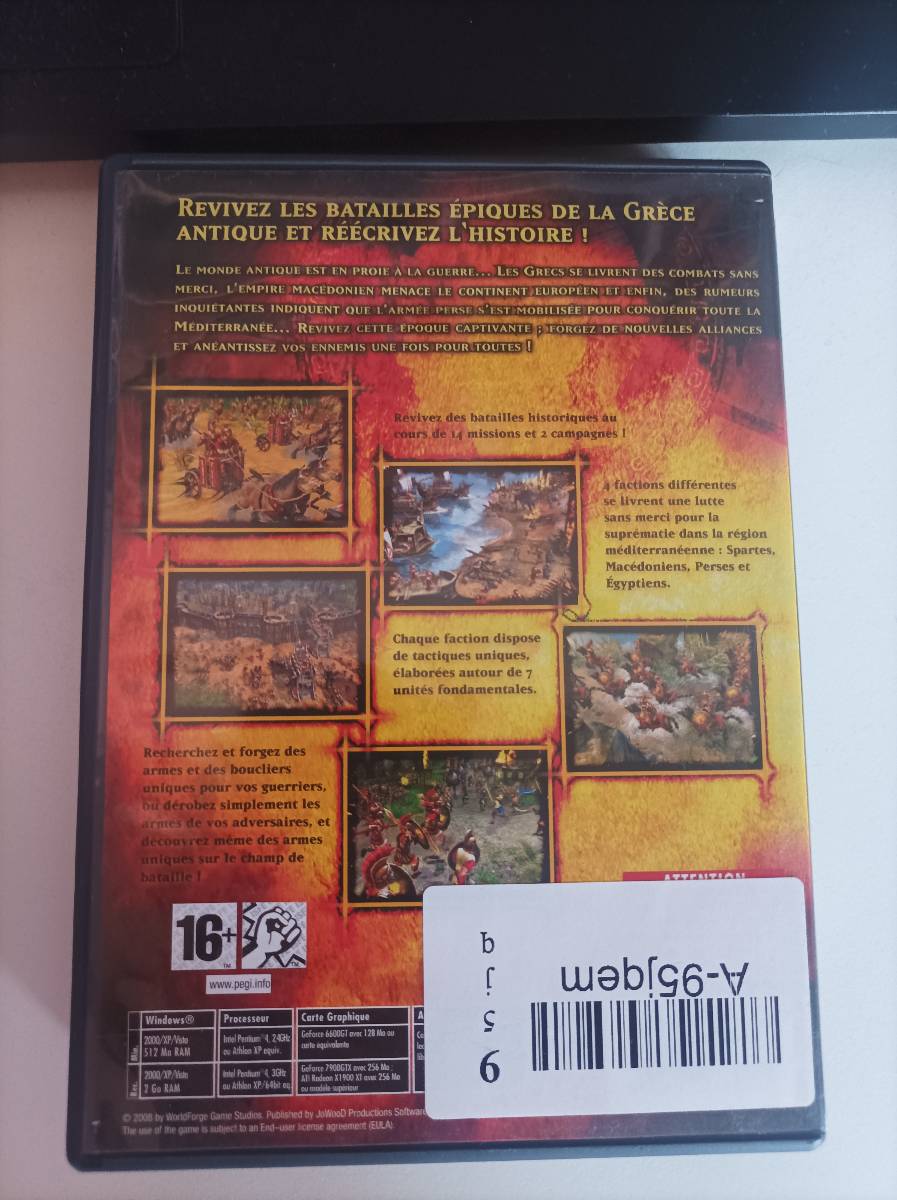 REVIVEZ LES BATAILLES ÉPIQUES DE LA GRÈCE
ANTIQUE ET RÉÉCRIVEZ L'HISTOIRE !
LE MONDE ANTIQUE EST EN PROIE À LA GUERRE... LES GRECS SE LIVRENT DES COMBATS SANS
MERCI, L'EMPIRE MACÉDONIEN MENACE LE CONTINENT EUROPÉEN ET ENFIN, DES RUMEURS
INQUIÉTANTES INDIQUENT QUE L'ARMÉE PERSE S'EST MOBILISÉE POUR CONQUÉRIR TOUTE LA
MÉDITERRANÉE... REVIVEZ CETTE ÉPOQUE CAPTIVANTE ; FORGEZ DE NOUVELLES ALLIANCES
ET ANÉANTISSEZ VOS ENNEMIS UNE FOIS POUR TOUTES !
Revivez des batailles historiques au
cours de 14 missions et 2 campagnes !
4 factions différentes
se livrent une lutte
sans merci pour la
suprématie dans la région
méditerranéenne : Spartes,
Macédoniens, Perses et
Égyptiens.
Chaque faction dispose
de tactiques uniques,
élaborées autour de 7
unités fondamentales.
Recherchez et forgez des
armes et des boucliers
uniques pour vos guerriers,
ou dérobez simplement les
armes de vos adversaires, et
découvrez même des armes
uniques sur le champ de
bataille !
ATTENTION
16+
TM
TM
www.pegi.info
A-95jqem
9 5 j q
Windows® Processeur Carte Graphique
Min. 2000/XP/Vista 512 Mo RAM
Intel Pentium® 4, 2,4GHz ou Athlon XP equiv.
GeForce 6600GT avec 128 Mo ou carte equivalente
Rec. 2000/XP/Vista 2 Go RAM
Intel Pentium® 4, 3GHz ou Athlon XP/64bit eq.
GeForce 7900GTX avec 256 Mo ; ATI Radeon X1900 XT avec 256 Mo ou modèle supérieur
© 2008 by WorldForge Game Studios. Published by JoWooD Productions Software
The use of the game is subject to an End-user license agreement (EULA).